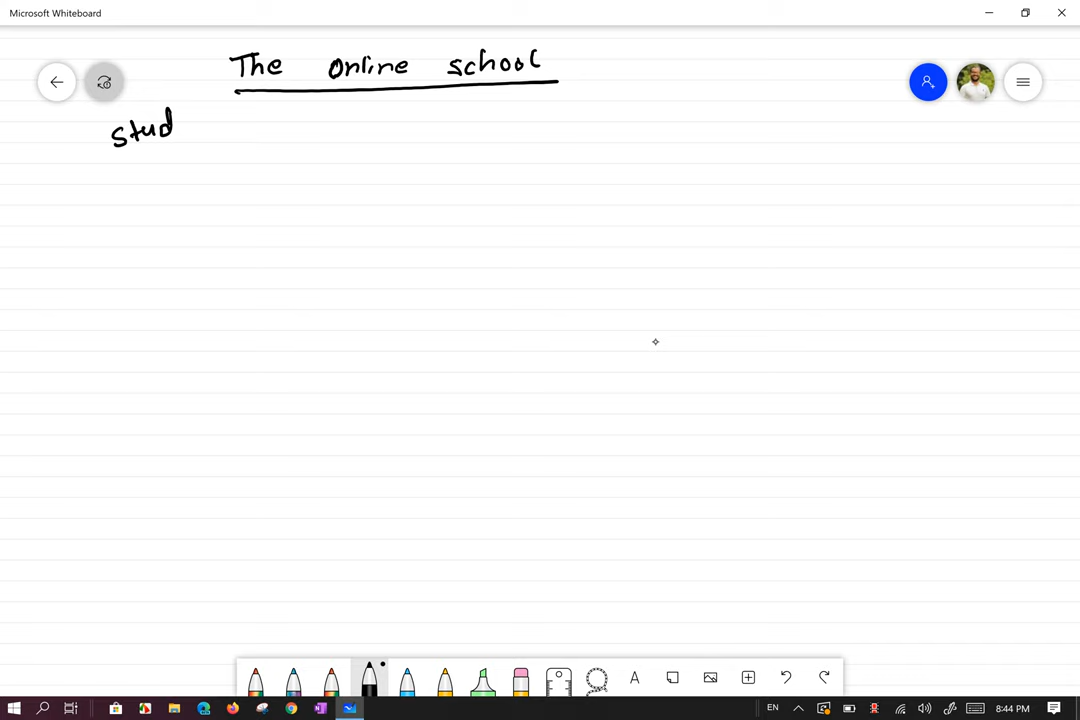 Microsoft Whiteboard
The online school
stud
A
EN
8:44 PM